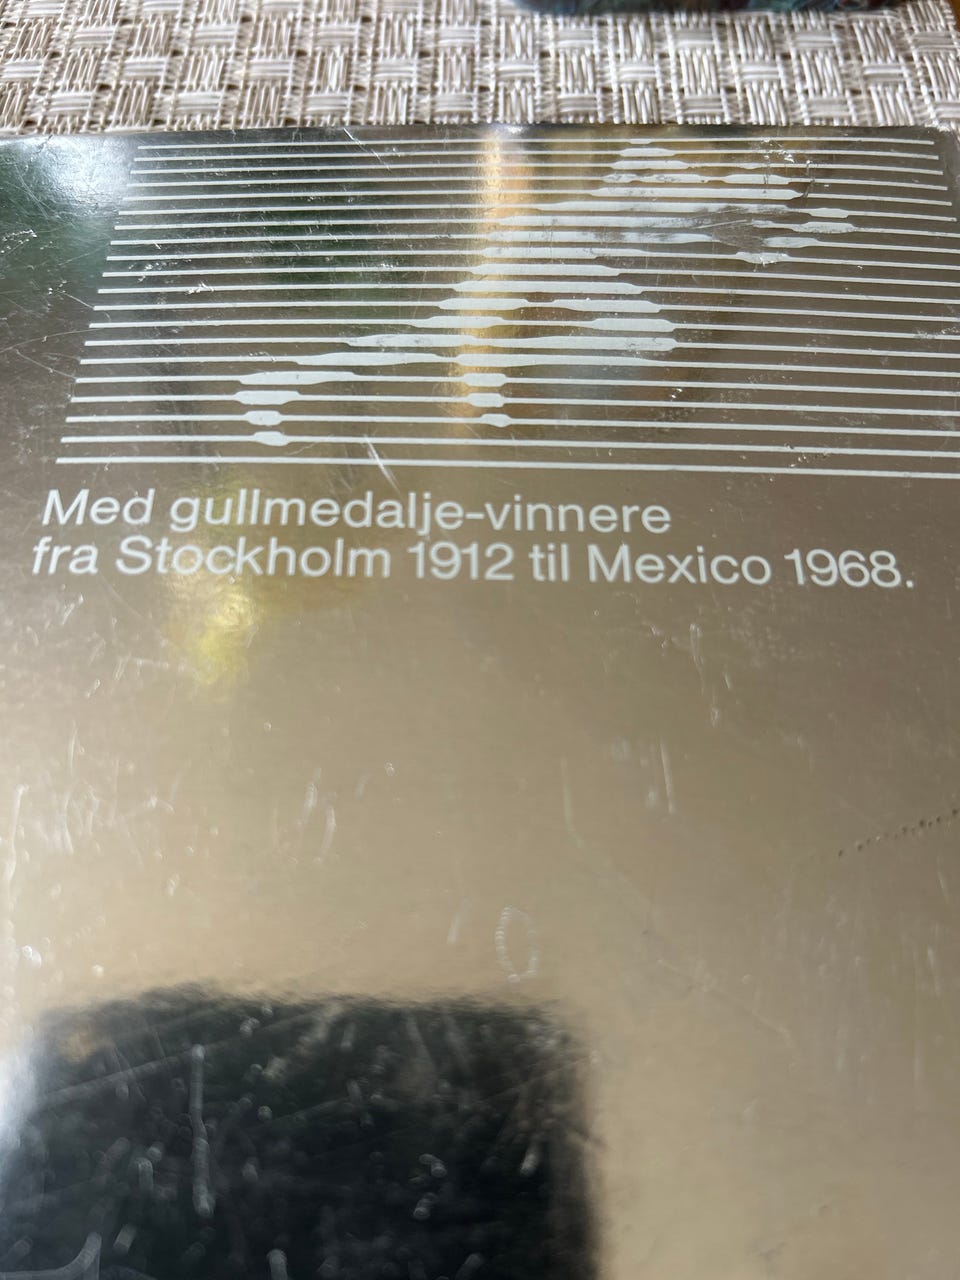 Med gullmedalje-vinnere
fra Stockholm 1912 til Mexico 1968.